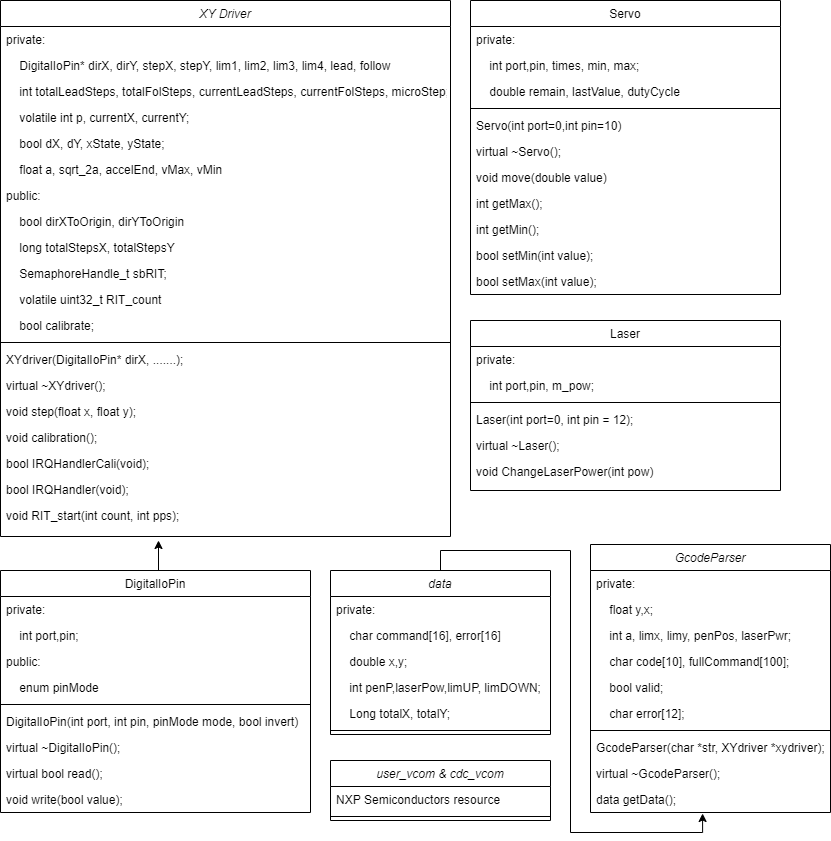 XY Driver
private:
DigitalIoPin* dirX, dirY, stepX, stepY, lim1, lim2, lim3, lim4, lead, follow
int totalLeadSteps, totalFolSteps, currentLeadSteps, currentFolSteps, microStep
volatile int p, currentX, currentY;
bool dX, dY, xState, yState;
float a, sqrt_2a, accelEnd, vMax, vMin
public:
bool dirXToOrigin, dirYToOrigin
long totalStepsX, totalStepsY
SemaphoreHandle_t sbRIT;
volatile uint32_t RIT_count
bool calibrate;
XYdriver(DigitalIoPin* dirX, .......);
virtual ~XYdriver();
void step(float x, float y);
void calibration();
bool IRQHandlerCali(void);
bool IRQHandler(void);
void RIT_start(int count, int pps);
Servo
private:
int port,pin, times, min, max;
double remain, lastValue, dutyCycle
Servo(int port=0,int pin=10)
virtual ~Servo();
void move(double value)
int getMax();
int getMin();
bool setMin(int value);
bool setMax(int value);
Laser
private:
int port,pin, m_pow;
Laser(int port=0, int pin = 12);
virtual ~Laser();
void ChangeLaserPower(int pow)
DigitalIoPin
private:
int port,pin;
public:
enum pinMode
DigitalIoPin(int port, int pin, pinMode mode, bool invert)
virtual ~DigitalIoPin();
virtual bool read();
void write(bool value);
data
private:
char command[16], error[16]
double x,y;
int penP,laserPow,limUP, limDOWN;
Long totalX, totalY;
user_vcom & cdc_vcom
NXP Semiconductors resource
GcodeParser
private:
float y,x;
int a, limx, limy, penPos, laserPwr;
char code[10], fullCommand[100];
bool valid;
char error[12];
GcodeParser(char *str, XYdriver *xydriver);
virtual ~GcodeParser();
data getData();